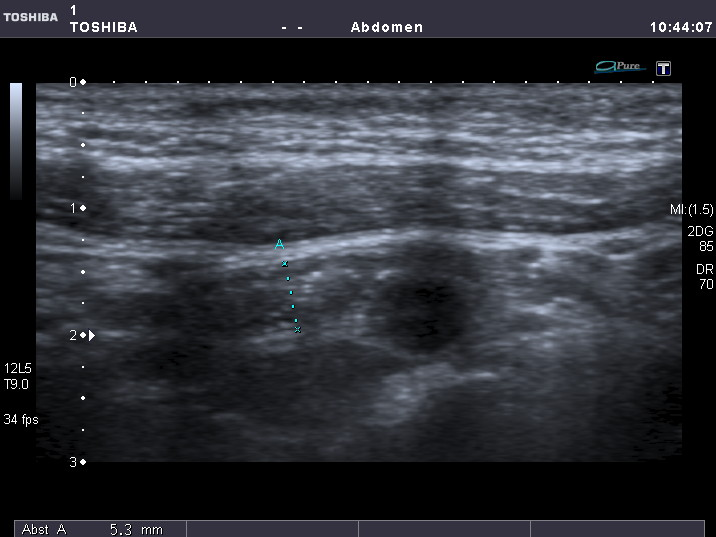 TOSHIBA
1
TOSHIBA - - Abdomen 10:44:07
aPure T
0
A
1
MI:(1.5)
2DG
85
DR
70
2
12L5
T9.0
34 fps
3
Abst A 5.3 mm